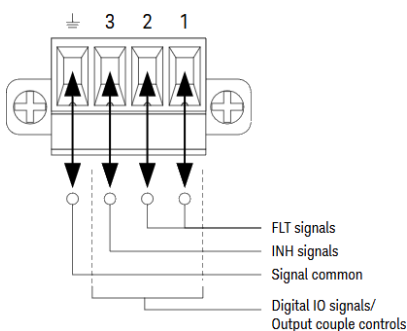 ⏚ 3 2 1
FLT signals
INH signals
Signal common
Digital IO signals/
Output couple controls